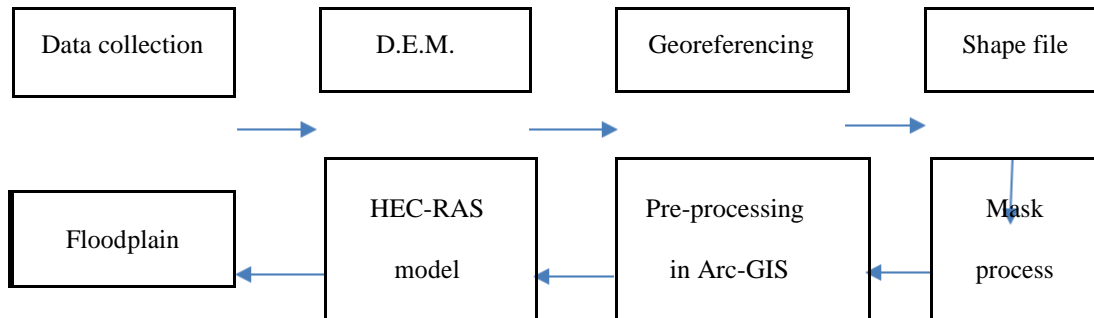 Data collection
D.E.M.
Georeferencing
Shape file
Floodplain
HEC-RAS
model
Pre-processing
in Arc-GIS
Mask
process